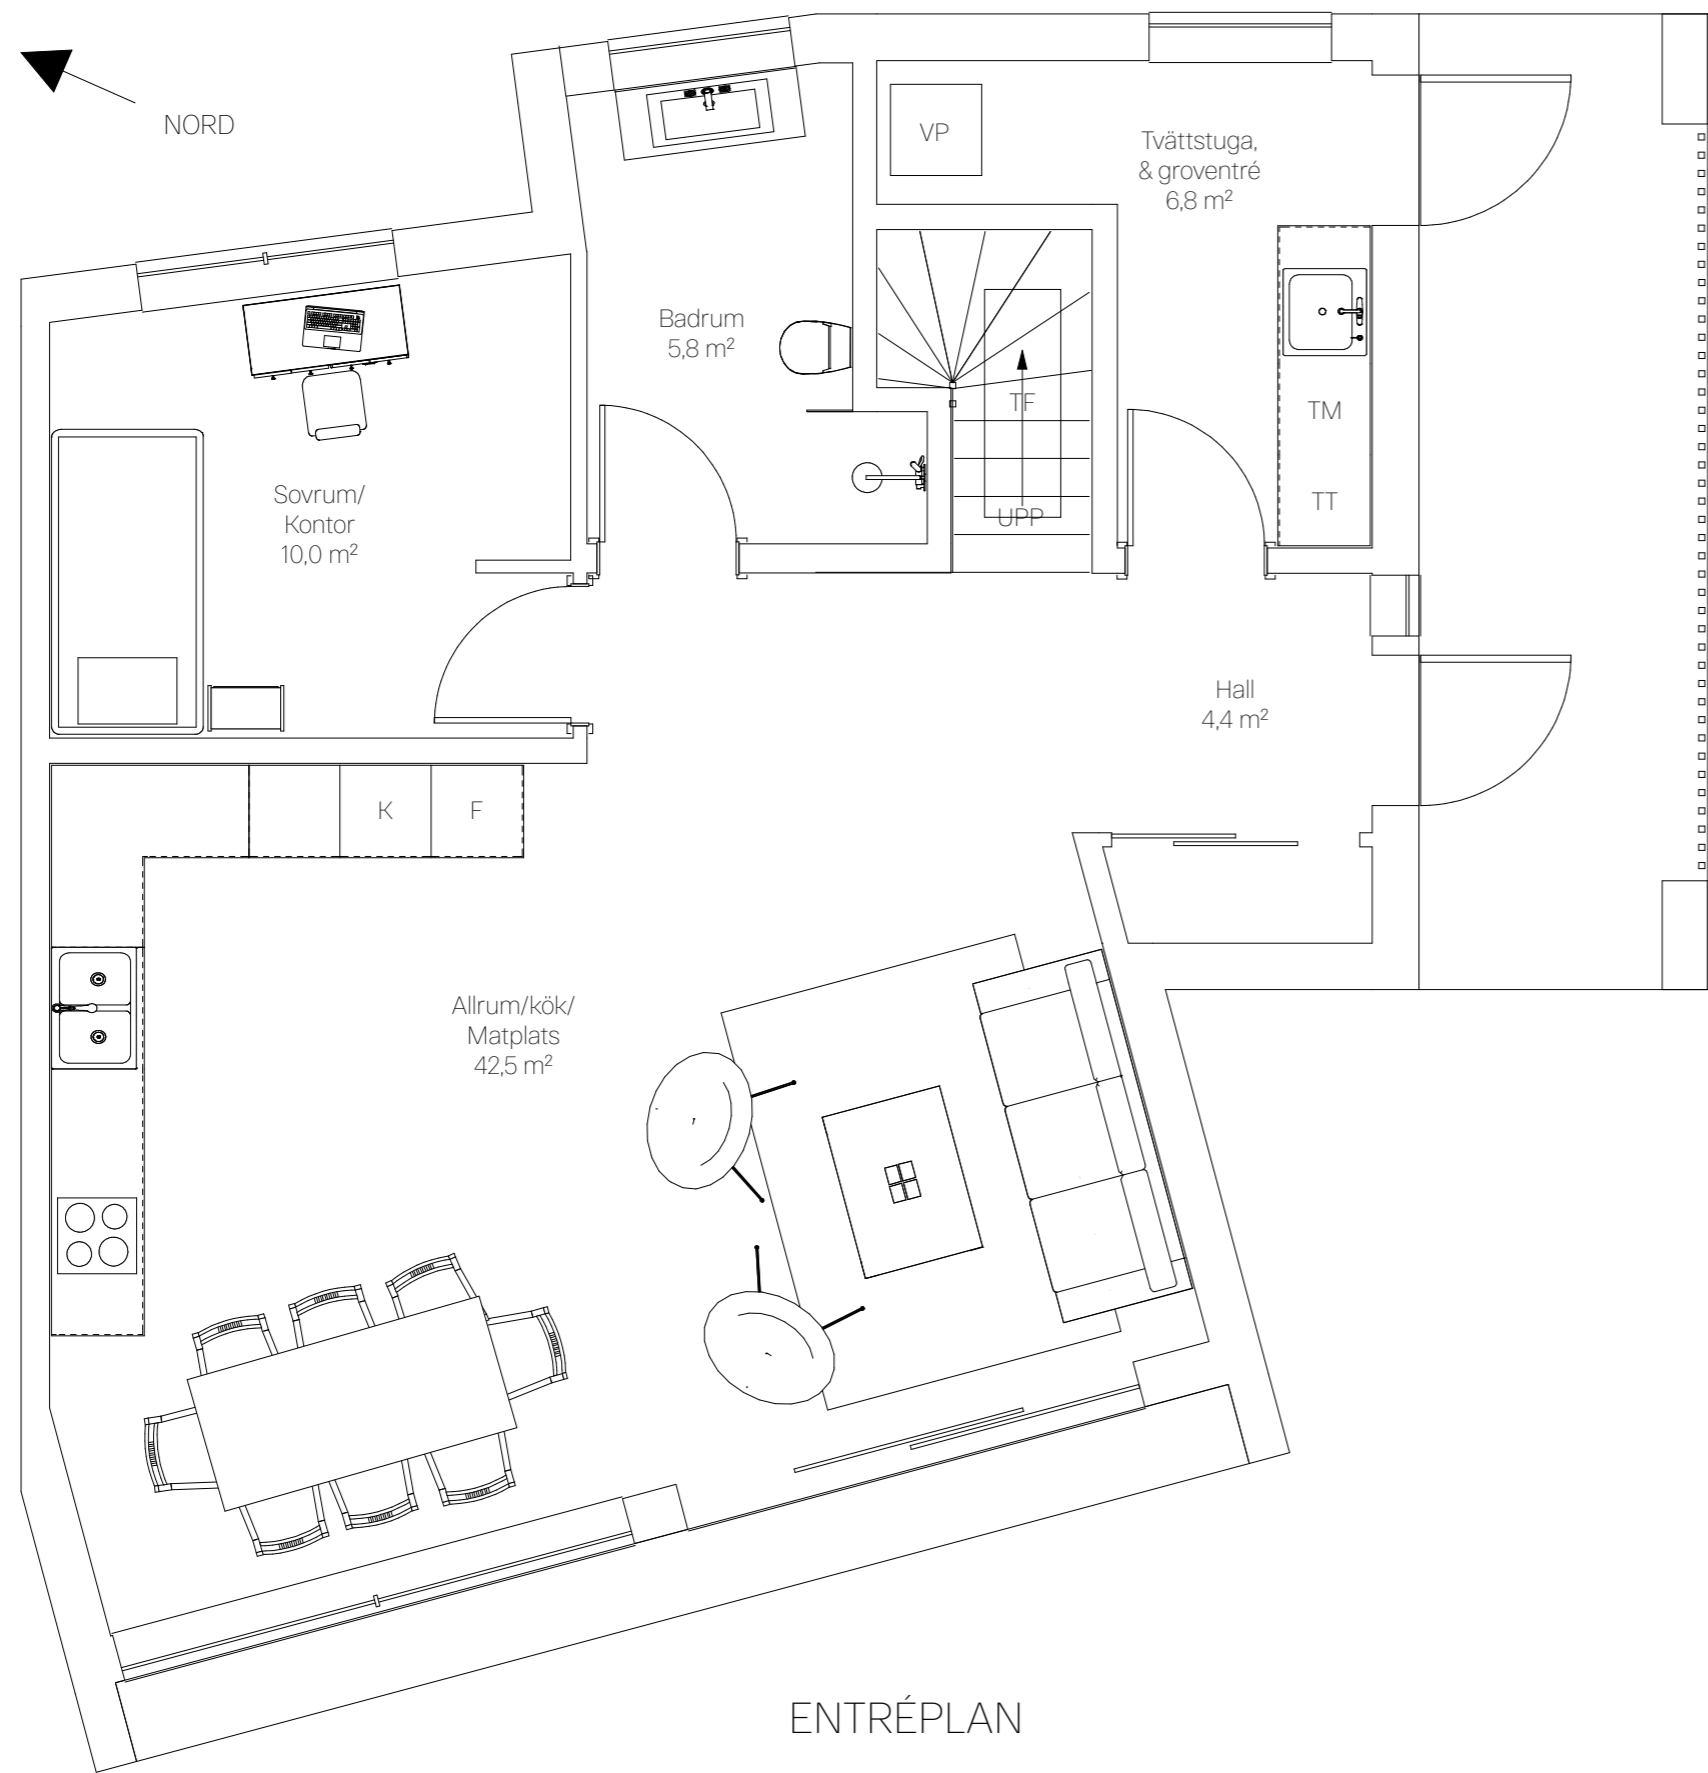 NORD
VP
Tvättstuga,
& groventré
6,8 m²
Badrum
5,8 m²
TF
UPP
TM
TT
Sovrum/
Kontor
10,0 m²
Hall
4,4 m²
K
F
Allrum/kök/
Matplats
42,5 m²
ENTRÉPLAN